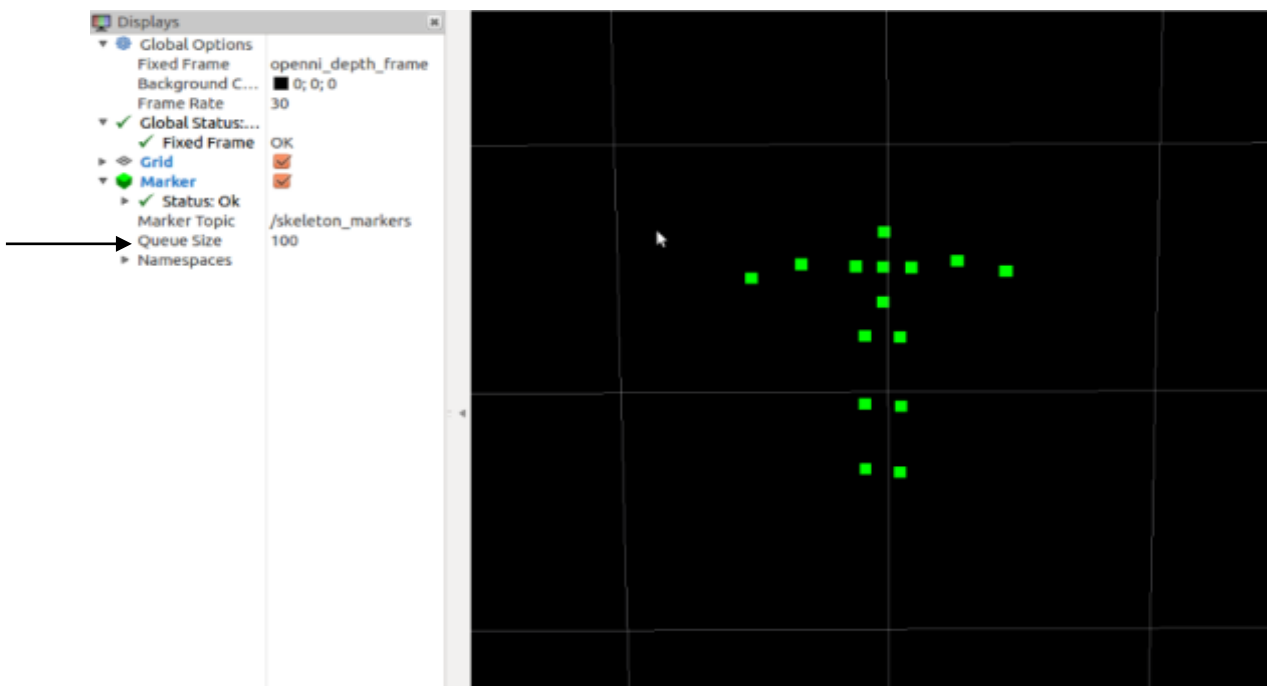 Displays
Global Options
Fixed Frame openni_depth_frame
Background C... 0; 0; 0
Frame Rate 30
Global Status:...
Fixed Frame OK
Grid
Marker
Status: Ok
Marker Topic /skeleton_markers
Queue Size 100
Namespaces